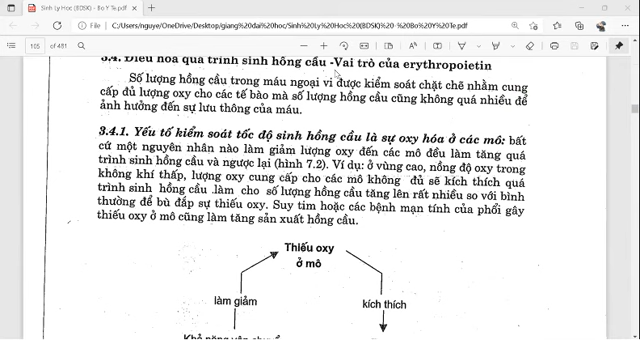 Sinh Ly Hoc (BDSK) - Bo Y Te.pdf
File | C:/Users/nguye/OneDrive/Desktop/giang%20dai%20hoc/Sinh%20Ly%20Hoc%20(BDSK)%20-%20Bo%20Y%20Te.pdf
105 of 481
3.4. Điều hoà quá trình sinh hồng cầu -Vai trò của erythropoietin
Số lượng hồng cầu trong máu ngoại vi được kiểm soát chặt chẽ nhằm cung
cấp đủ lượng oxy cho các tế bào mà số lượng hồng cầu cũng không quá nhiều để
ảnh hưởng đến sự lưu thông của máu.
3.4.1. Yếu tố kiểm soát tốc độ sinh hồng cầu là sự oxy hóa ở các mô: bất
cứ một nguyên nhân nào làm giảm lượng oxy đến các mô đều làm tăng quá
trình sinh hồng cầu và ngược lại (hình 7.2). Ví dụ: ở vùng cao, nồng độ oxy trong
không khí thấp, lượng oxy cung cấp cho các mô không đủ sẽ kích thích quá
trình sinh hồng cầu .làm cho số lượng hồng cầu tăng lên rất nhiều so với bình
thường để bù đắp sự thiếu oxy. Suy tim hoặc các bệnh mạn tính của phổi gây
thiếu oxy ở mô cũng làm tăng sản xuất hồng cầu.
Thiếu oxy
ở mô
làm giảm
kích thích
Khả năng